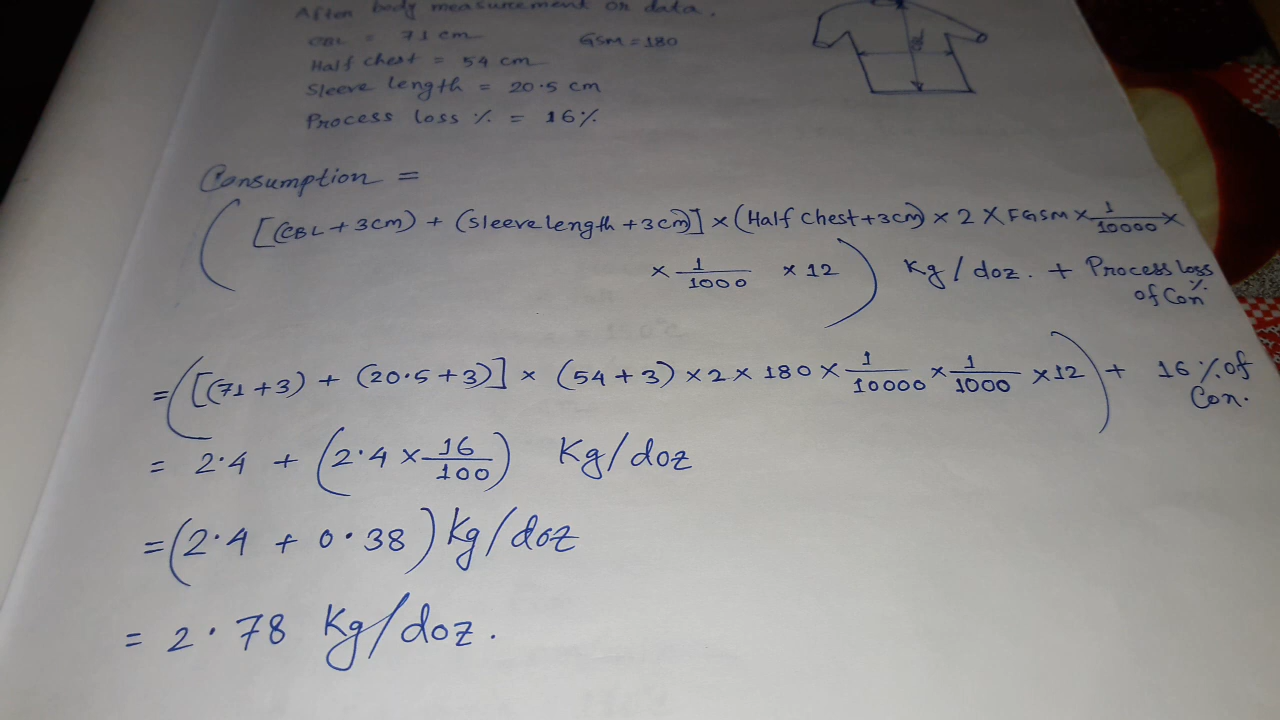 After body measurement or data.
CBL = 71 cm GSM = 180
Half chest = 54 cm
Sleeve length = 20.5 cm
Process loss % = 16%
CBL
Consumption =
([(CBL + 3cm) + (Sleeve length + 3cm)] × (Half chest + 3cm) × 2 × FGSM × 1/10000 ×
× 1/1000 × 12) Kg / doz. + Process loss
% of Con
= ([(71 + 3) + (20.5 + 3)] × (54 + 3) × 2 × 180 × 1/10000 × 1/1000 × 12) + 16 % of
Con.
= 2.4 + (2.4 × 16/100) Kg/doz
= (2.4 + 0.38) Kg/doz
= 2.78 Kg/doz.